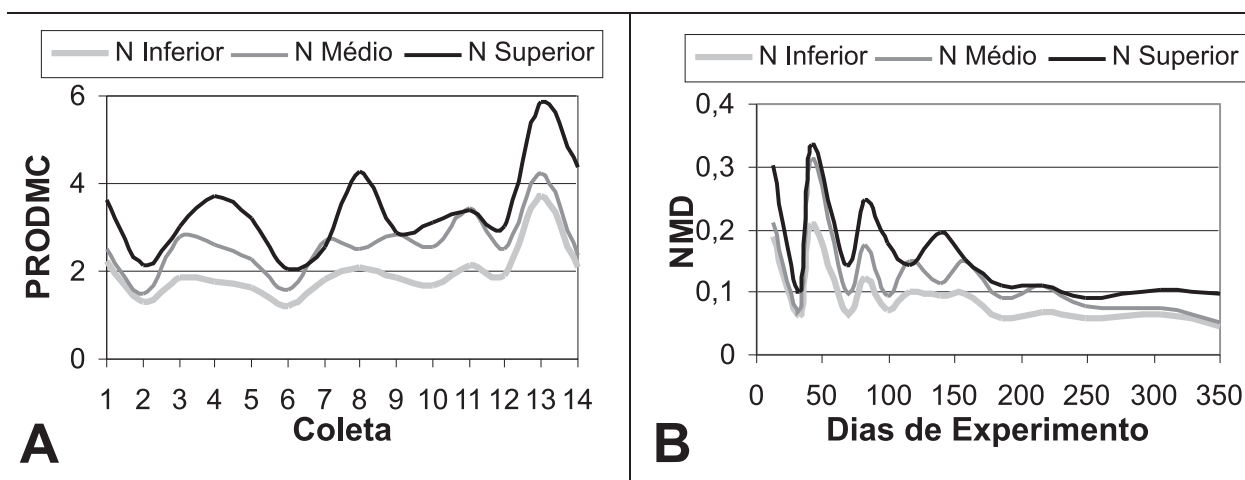 N Inferior N Médio N Superior
6
4
2
0
PRODMC
1 2 3 4 5 6 7 8 9 10 11 12 13 14
Coleta
A
N Inferior N Médio N Superior
0,4
0,3
0,2
0,1
0
NMD
0 50 100 150 200 250 300 350
Dias de Experimento
B